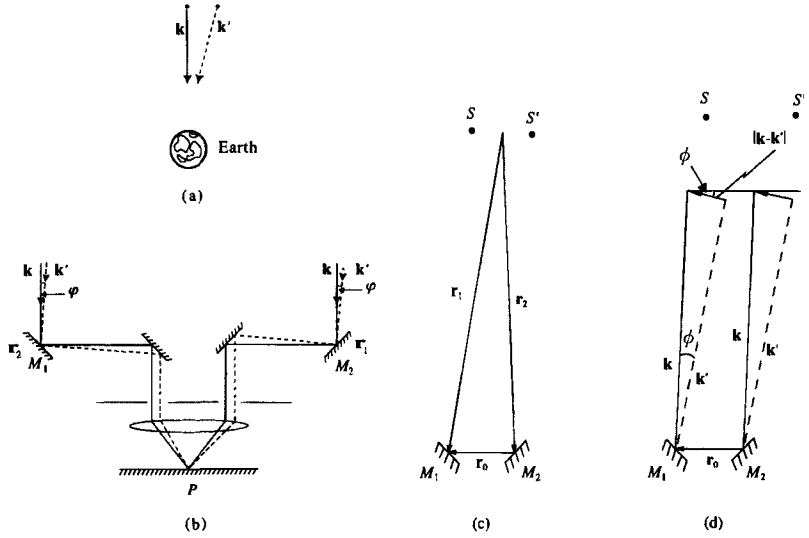 k k'
Earth
(a)
k k' k k'
φ φ
r₂ r₁
M₁ M₂
P
(b)
S S'
r₁ r₂
r₀
M₁ M₂
(c)
S S'
|k-k'|
ϕ
ϕ
k k' k k'
r₀
M₁ M₂
(d)